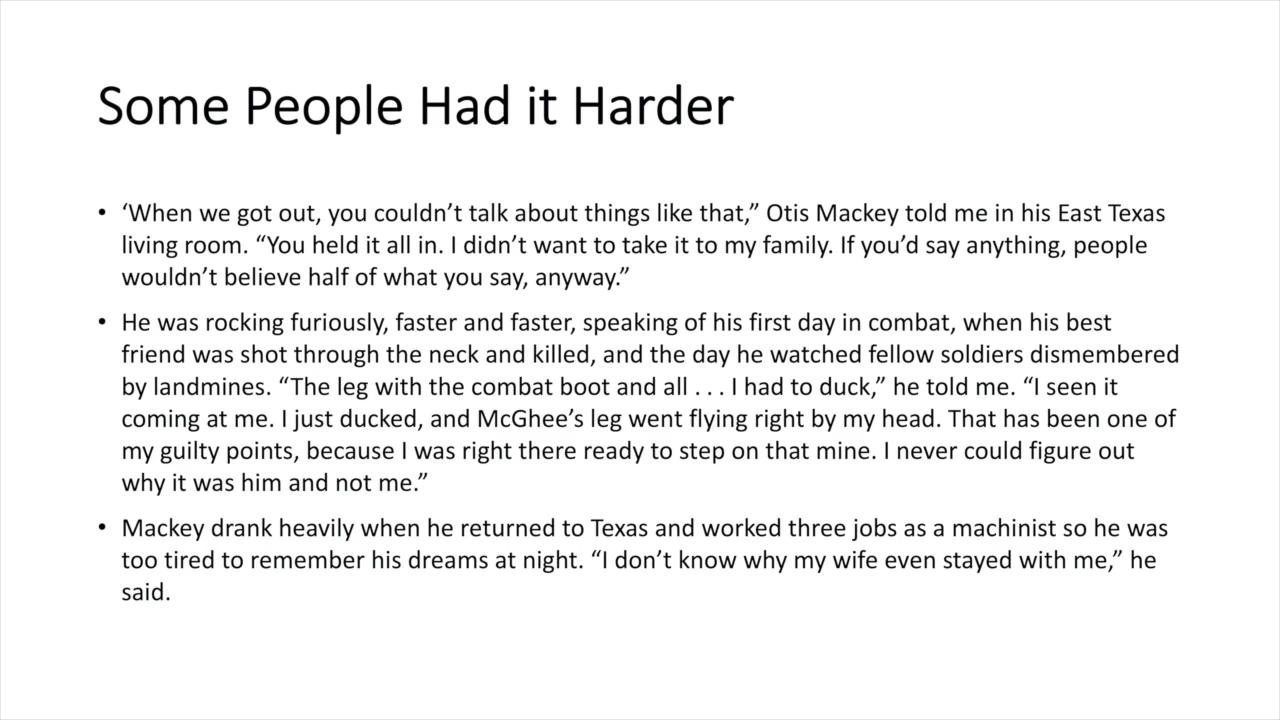 Some People Had it Harder
• ‘When we got out, you couldn’t talk about things like that,” Otis Mackey told me in his East Texas
living room. “You held it all in. I didn’t want to take it to my family. If you’d say anything, people
wouldn’t believe half of what you say, anyway.”
• He was rocking furiously, faster and faster, speaking of his first day in combat, when his best
friend was shot through the neck and killed, and the day he watched fellow soldiers dismembered
by landmines. “The leg with the combat boot and all . . . I had to duck,” he told me. “I seen it
coming at me. I just ducked, and McGhee’s leg went flying right by my head. That has been one of
my guilty points, because I was right there ready to step on that mine. I never could figure out
why it was him and not me.”
• Mackey drank heavily when he returned to Texas and worked three jobs as a machinist so he was
too tired to remember his dreams at night. “I don’t know why my wife even stayed with me,” he
said.